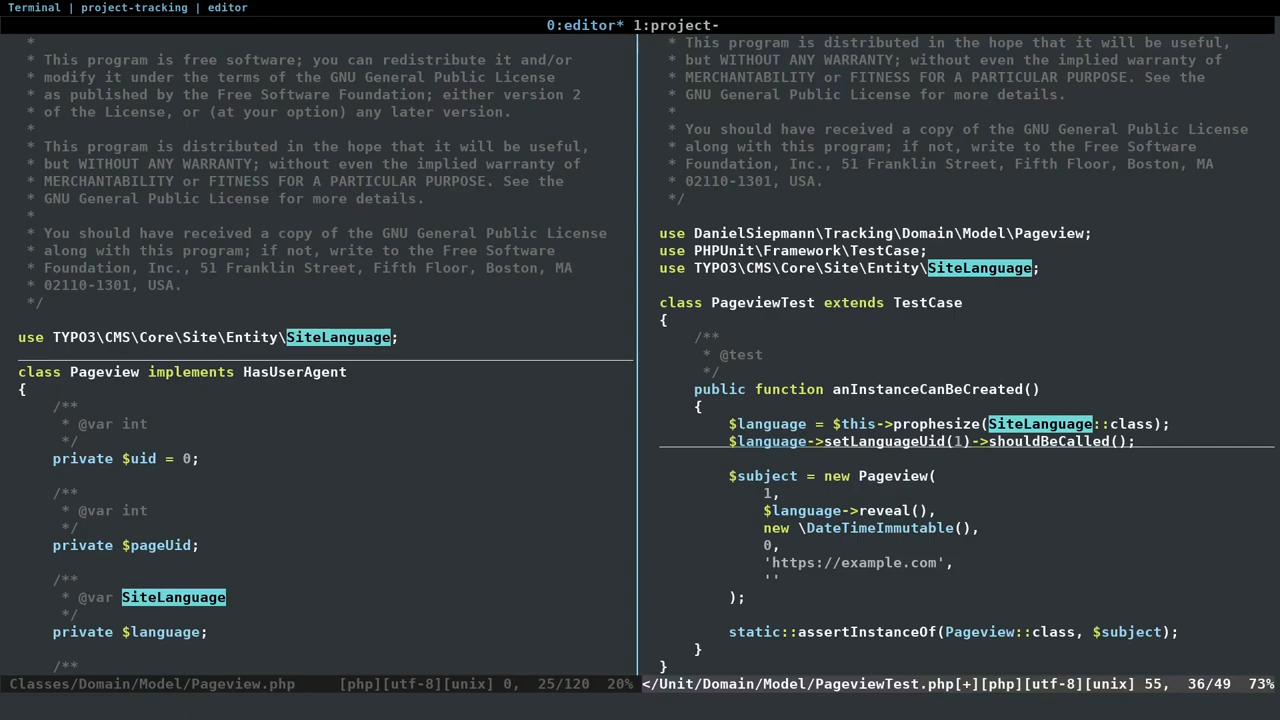 Terminal | project-tracking | editor
0:editor* 1:project-
 *
 * This program is free software; you can redistribute it and/or
 * modify it under the terms of the GNU General Public License
 * as published by the Free Software Foundation; either version 2
 * of the License, or (at your option) any later version.
 *
 * This program is distributed in the hope that it will be useful,
 * but WITHOUT ANY WARRANTY; without even the implied warranty of
 * MERCHANTABILITY or FITNESS FOR A PARTICULAR PURPOSE. See the
 * GNU General Public License for more details.
 *
 * You should have received a copy of the GNU General Public License
 * along with this program; if not, write to the Free Software
 * Foundation, Inc., 51 Franklin Street, Fifth Floor, Boston, MA
 * 02110-1301, USA.
 */
use TYPO3\CMS\Core\Site\Entity\SiteLanguage;
class Pageview implements HasUserAgent
{
    /**
     * @var int
     */
    private $uid = 0;
    /**
     * @var int
     */
    private $pageUid;
    /**
     * @var SiteLanguage
     */
    private $language;
    /**
Classes/Domain/Model/Pageview.php [php][utf-8][unix] 0, 25/120 20%
 * This program is distributed in the hope that it will be useful,
 * but WITHOUT ANY WARRANTY; without even the implied warranty of
 * MERCHANTABILITY or FITNESS FOR A PARTICULAR PURPOSE. See the
 * GNU General Public License for more details.
 *
 * You should have received a copy of the GNU General Public License
 * along with this program; if not, write to the Free Software
 * Foundation, Inc., 51 Franklin Street, Fifth Floor, Boston, MA
 * 02110-1301, USA.
 */
use DanielSiepmann\Tracking\Domain\Model\Pageview;
use PHPUnit\Framework\TestCase;
use TYPO3\CMS\Core\Site\Entity\SiteLanguage;
class PageviewTest extends TestCase
{
    /**
     * @test
     */
    public function anInstanceCanBeCreated()
    {
        $language = $this->prophesize(SiteLanguage::class);
        $language->setLanguageUid(1)->shouldBeCalled();
        $subject = new Pageview(
            1,
            $language->reveal(),
            new \DateTimeImmutable(),
            0,
            'https://example.com',
            ''
        );
        static::assertInstanceOf(Pageview::class, $subject);
    }
}
</Unit/Domain/Model/PageviewTest.php[+][php][utf-8][unix] 55, 36/49 73%